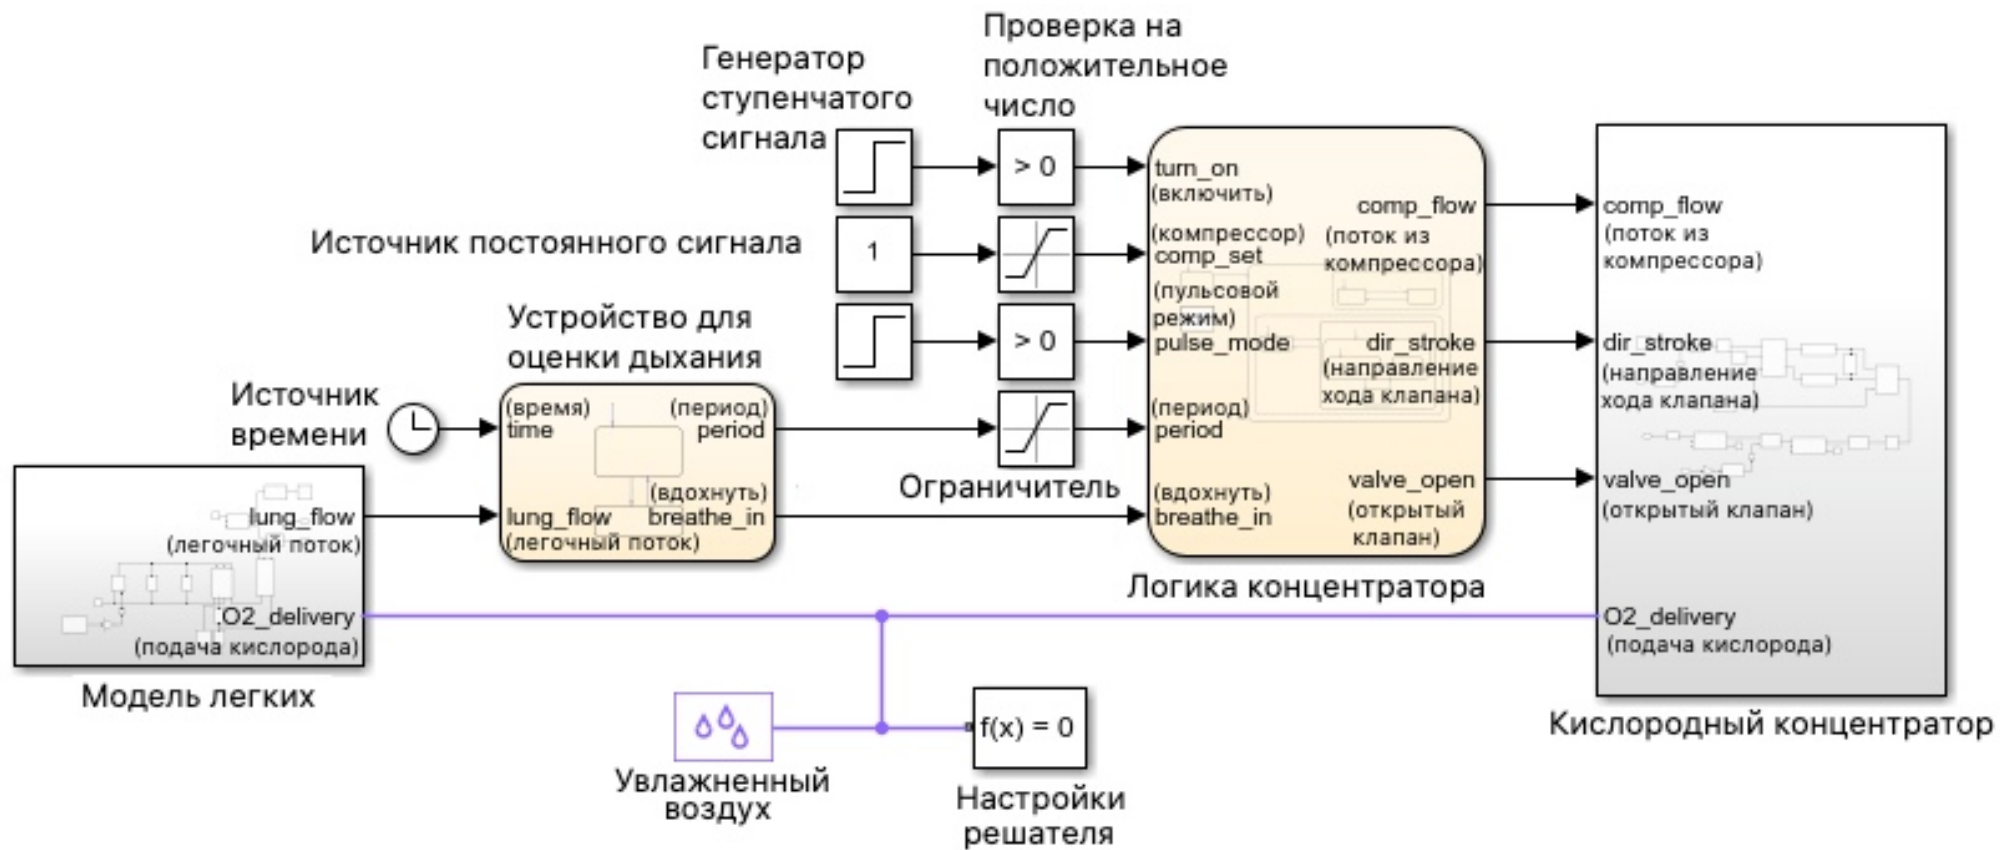 Генератор
ступенчатого
сигнала
Проверка на
положительное
число
> 0
Источник постоянного сигнала
1
> 0
Устройство для
оценки дыхания
Источник
времени
(время)
time
(период)
period
(вдохнуть)
lung_flow
breathe_in
(легочный поток)
Ограничитель
turn_on
(включить)
(компрессор)
comp_set
(пульсовой
режим)
pulse_mode
(период)
period
(вдохнуть)
breathe_in
comp_flow
(поток из
компрессора)
dir_stroke
(направление
хода клапана)
valve_open
(открытый
клапан)
Логика концентратора
comp_flow
(поток из
компрессора)
dir_stroke
(направление
хода клапана)
valve_open
(открытый клапан)
O2_delivery
(подача кислорода)
Кислородный концентратор
lung_flow
(легочный поток)
O2_delivery
(подача кислорода)
Модель легких
Увлажненный
воздух
f(x) = 0
Настройки
решателя